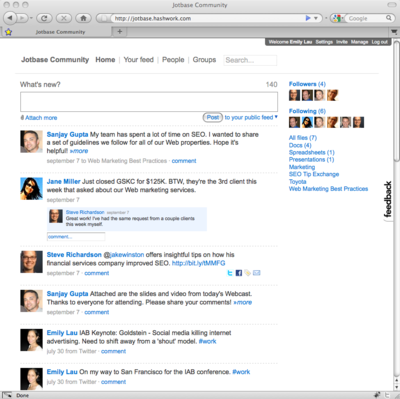 Jotbase Community
http://jotbase.hashwork.com
Google
Jotbase Community
Welcome Emily Lau Settings Invite Manage Log out
Jotbase Community Home | Your feed | People | Groups Search...
What's new? 140
Attach more Post to your public feed
Followers (4)
Following (6)
All files (7)
Docs (4)
Spreadsheets (1)
Presentations (1)
Marketing
SEO Tip Exchange
Toyota
Web Marketing Best Practices
feedback
Sanjay Gupta My team has spent a lot of time on SEO. I wanted to share
a set of guidelines we follow for all of our Web properties. Hope it's
helpful! »more
september 7 to Web Marketing Best Practices · comment
Jane Miller Just closed GSKC for $125K. BTW, they're the 3rd client this
week that asked about our Web marketing services.
september 7
Steve Richardson september 7
Great work! I've had the same request from a couple clients
this week myself.
comment...
Steve Richardson @jakewinston offers insightful tips on how his
financial services company improved SEO. http://bit.ly/tMMFG
september 7 · comment
Sanjay Gupta Attached are the slides and video from today's Webcast.
Thanks to everyone for attending. Please share your comments! »more
september 7 · comment
Emily Lau IAB Keynote: Goldstein - Social media killing internet
advertising. Need to shift away from a 'shout' model. #work
july 30 from Twitter · comment
Emily Lau On my way to San Francisco for the IAB conference. #work
july 30 from Twitter · comment
Done